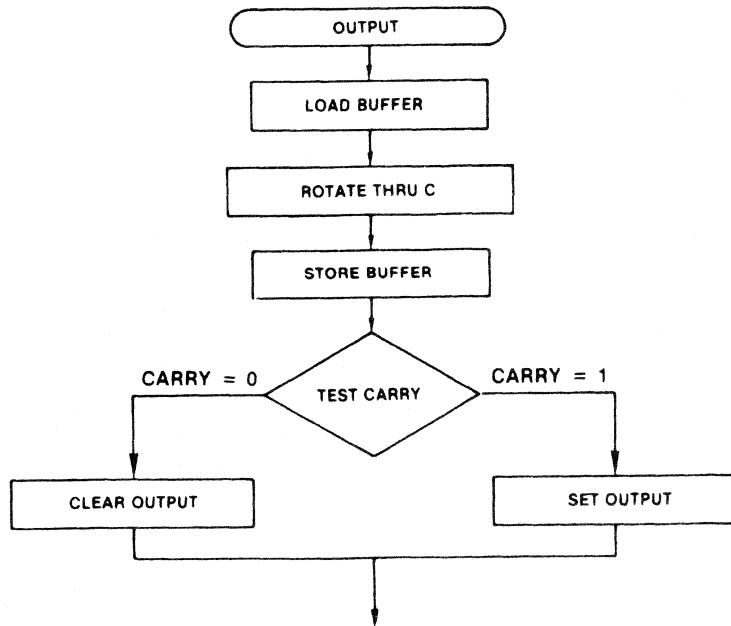 OUTPUT
LOAD BUFFER
ROTATE THRU C
STORE BUFFER
CARRY = 0
TEST CARRY
CARRY = 1
CLEAR OUTPUT
SET OUTPUT